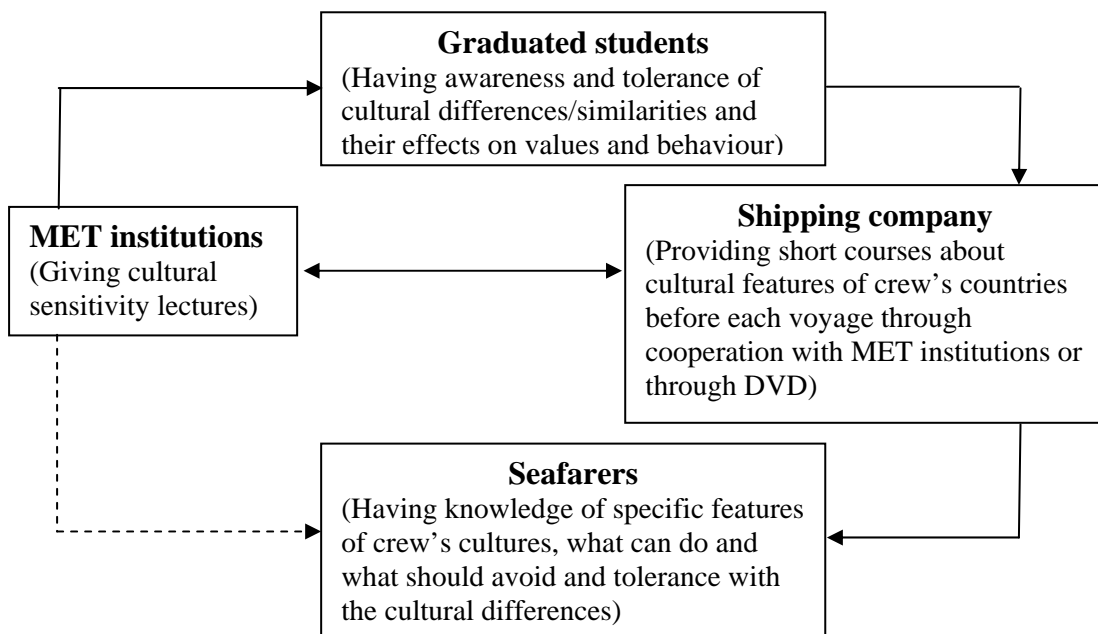 Graduated students
(Having awareness and tolerance of
cultural differences/similarities and
their effects on values and behaviour)
MET institutions
(Giving cultural
sensitivity lectures)
Shipping company
(Providing short courses about
cultural features of crew’s countries
before each voyage through
cooperation with MET institutions or
through DVD)
Seafarers
(Having knowledge of specific features
of crew’s cultures, what can do and
what should avoid and tolerance with
the cultural differences)